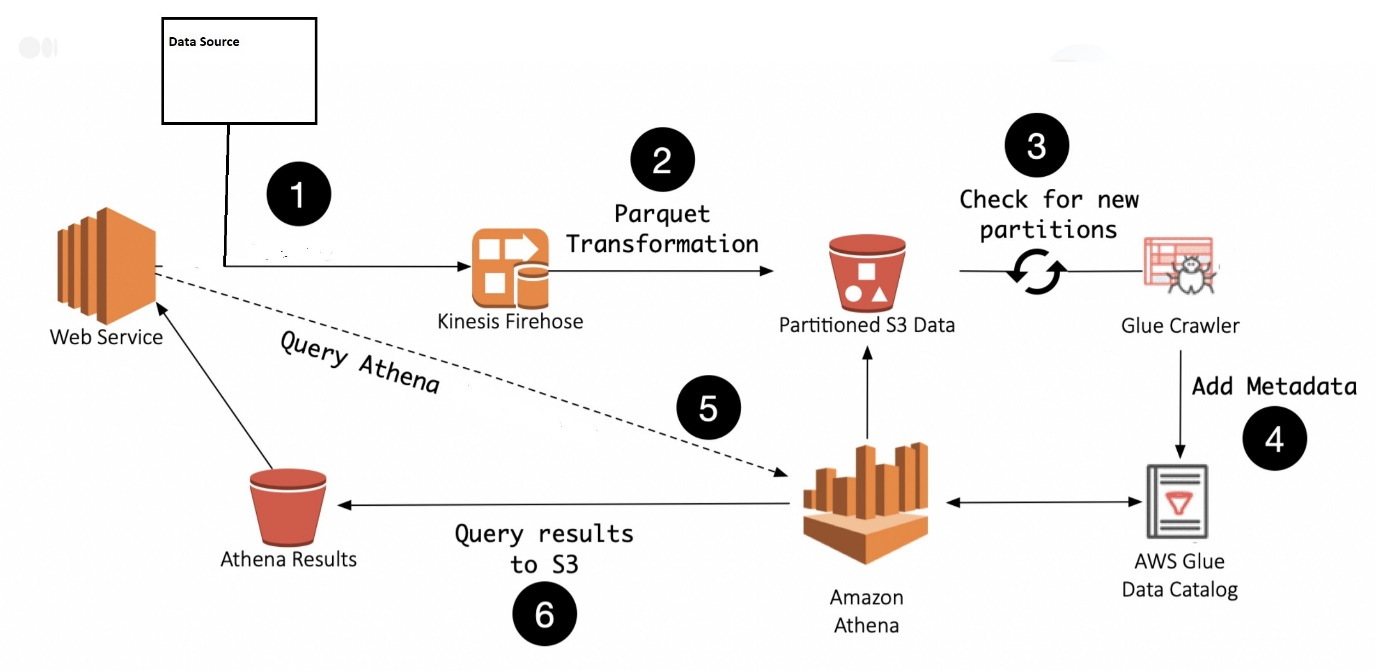 Data Source
1
2
Parquet
Transformation
3
Check for new
partitions
Web Service
Kinesis Firehose
Partitioned S3 Data
Glue Crawler
Query Athena
5
Add Metadata
4
Athena Results
Query results
to S3
6
Amazon
Athena
AWS Glue
Data Catalog